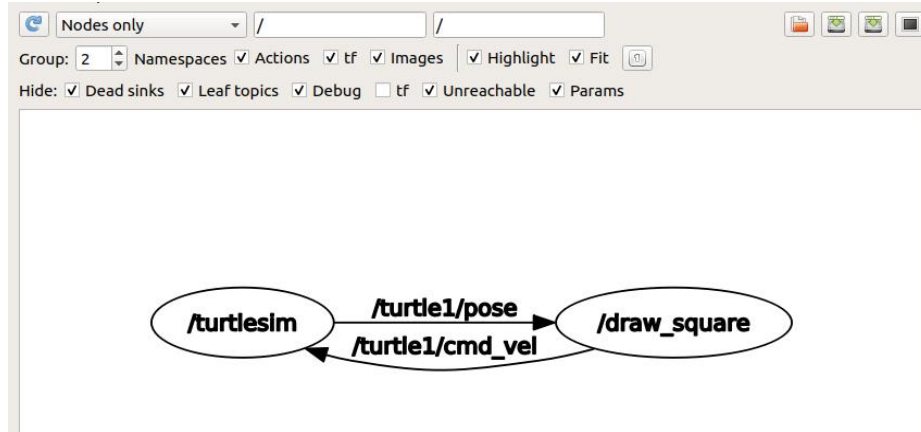 Nodes only / /
Group: 2 Namespaces Actions tf Images Highlight Fit
Hide: Dead sinks Leaf topics Debug tf Unreachable Params
/turtle1/pose
/turtlesim /draw_square
/turtle1/cmd_vel